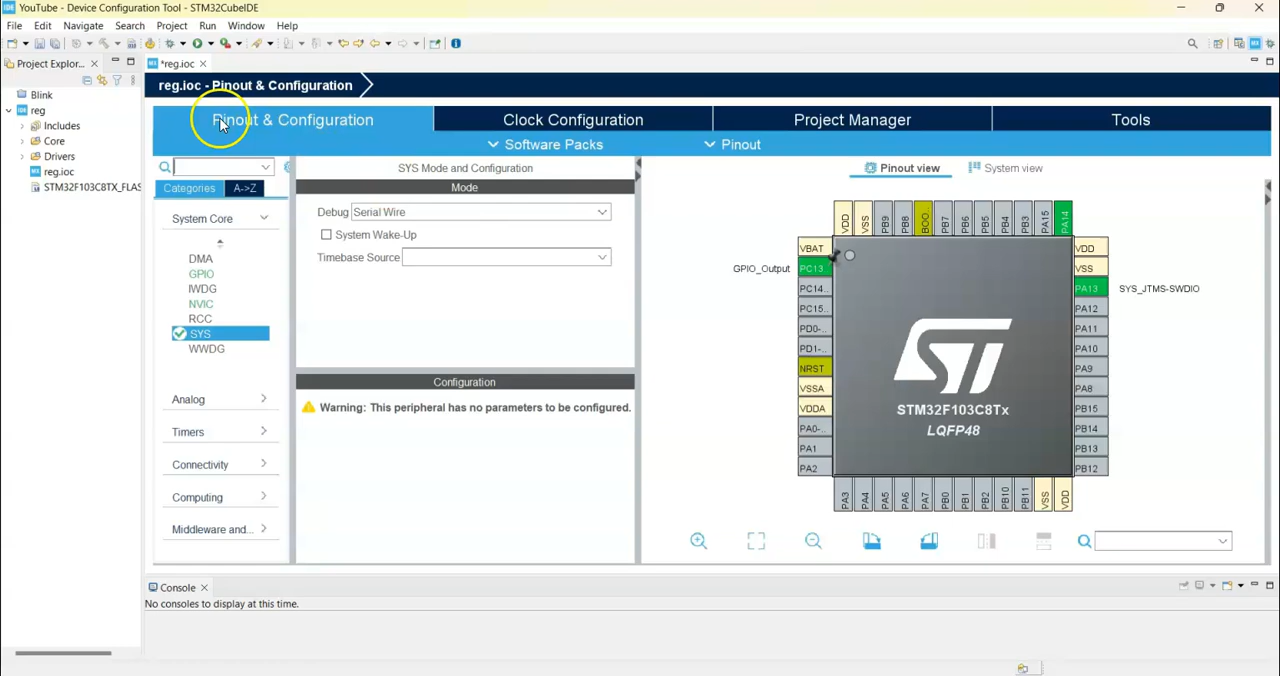 YouTube - Device Configuration Tool - STM32CubeIDE
File Edit Navigate Search Project Run Window Help
Project Explor...
*reg.ioc
reg.ioc - Pinout & Configuration
Blink
reg
Includes
Core
Drivers
reg.ioc
STM32F103C8TX_FLAS
Pinout & Configuration
Clock Configuration
Project Manager
Tools
Software Packs
Pinout
Categories
A->Z
System Core
DMA
GPIO
IWDG
NVIC
RCC
SYS
WWDG
Analog
Timers
Connectivity
Computing
Middleware and...
SYS Mode and Configuration
Mode
Debug Serial Wire
System Wake-Up
Timebase Source
Configuration
Warning: This peripheral has no parameters to be configured.
Pinout view
System view
VDD
VSS
PB9
PB8
BOO..
PB7
PB6
PB5
PB4
PB3
PA15
PA14
VBAT
GPIO_Output
PC13
PC14..
PC15..
PD0-..
PD1-..
NRST
VSSA
VDDA
PA0-..
PA1
PA2
VDD
VSS
PA13
SYS_JTMS-SWDIO
PA12
PA11
PA10
PA9
PA8
PB15
PB14
PB13
PB12
ST
STM32F103C8Tx
LQFP48
PA3
PA4
PA5
PA6
PA7
PB0
PB1
PB2
PB10
PB11
VSS
VDD
Console
No consoles to display at this time.